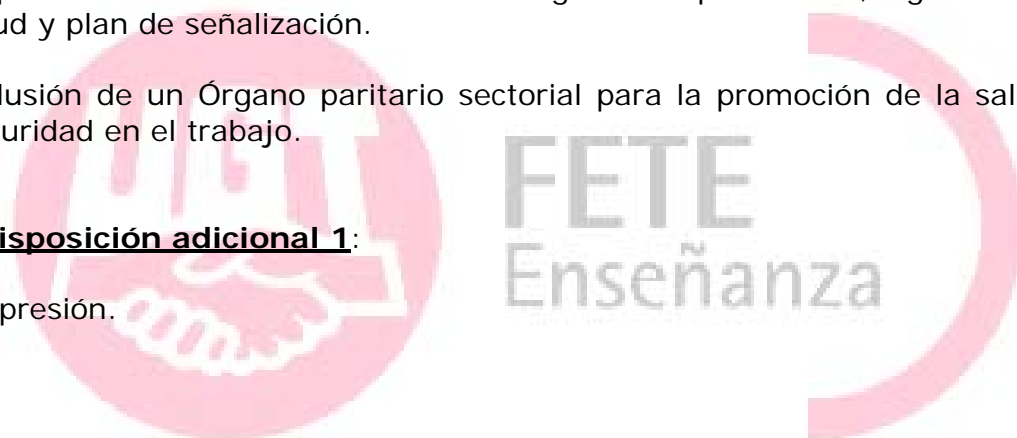 ud y plan de señalización.
lusión de un Órgano paritario sectorial para la promoción de la sal
uridad en el trabajo.
isposición adicional 1:
presión.
UGT
FETE
Enseñanza